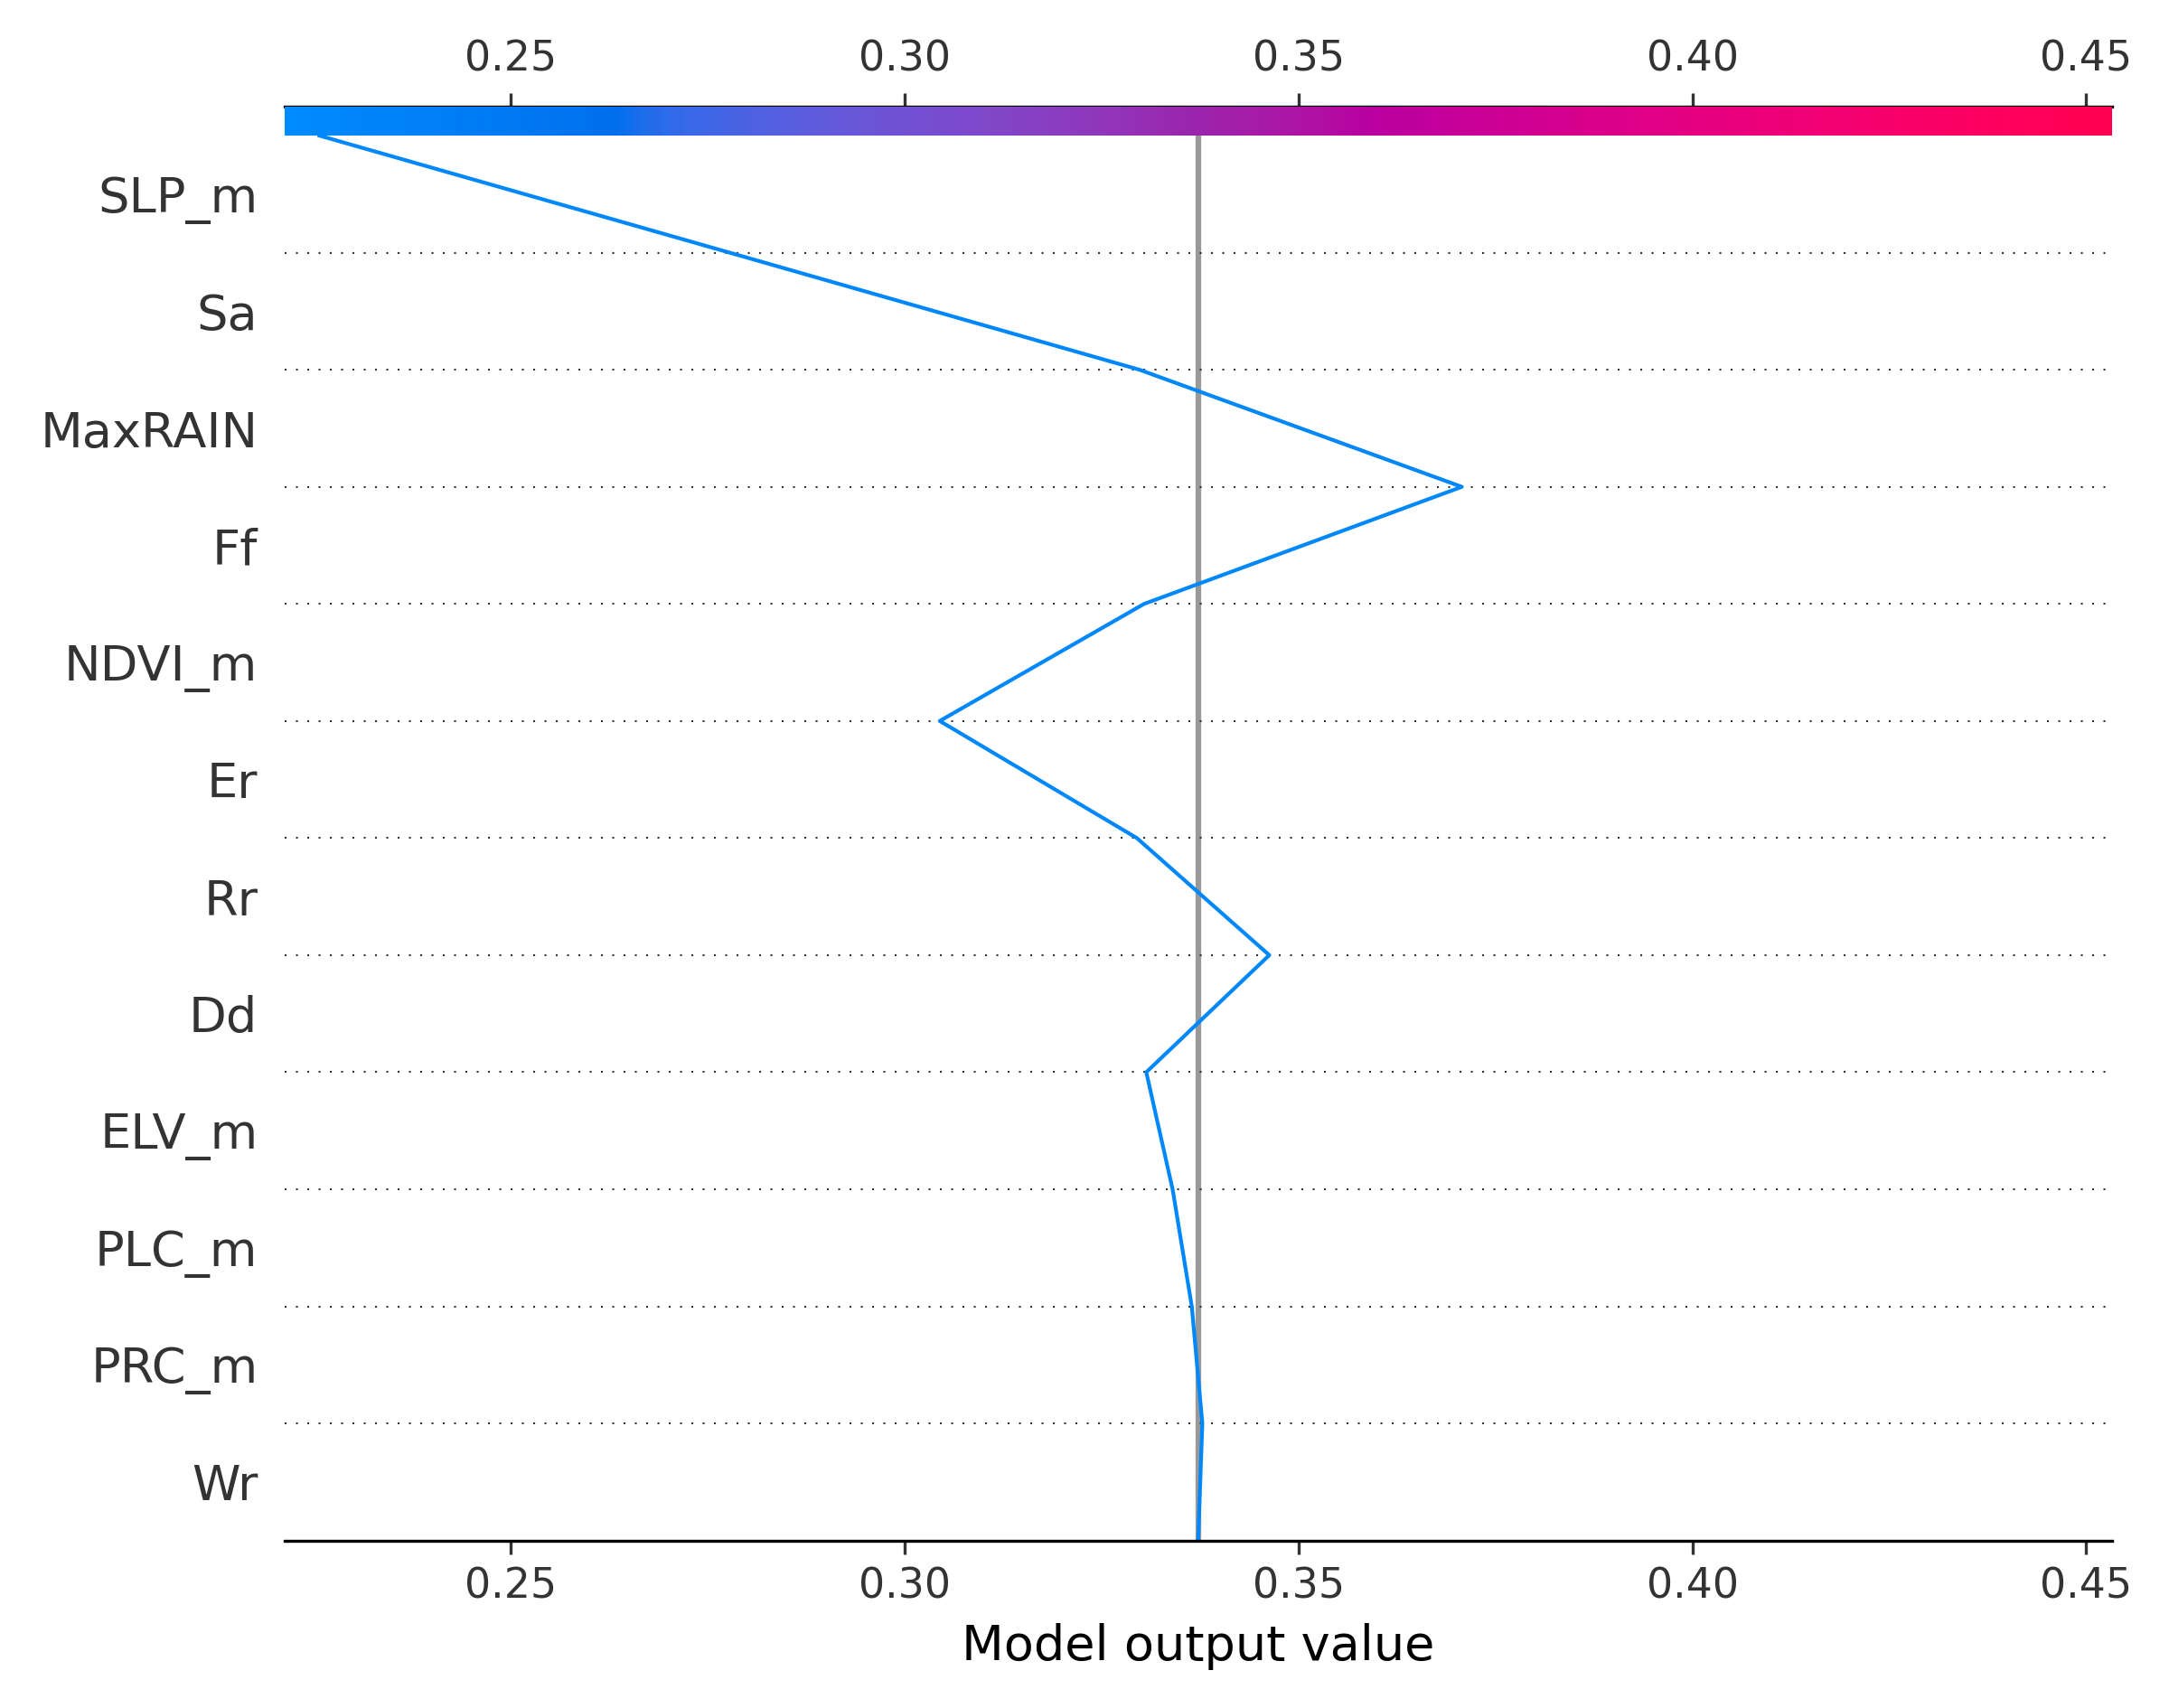 0.25 0.30 0.35 0.40 0.45
SLP_m
Sa
MaxRAIN
Ff
NDVI_m
Er
Rr
Dd
ELV_m
PLC_m
PRC_m
Wr
0.25 0.30 0.35 0.40 0.45
Model output value